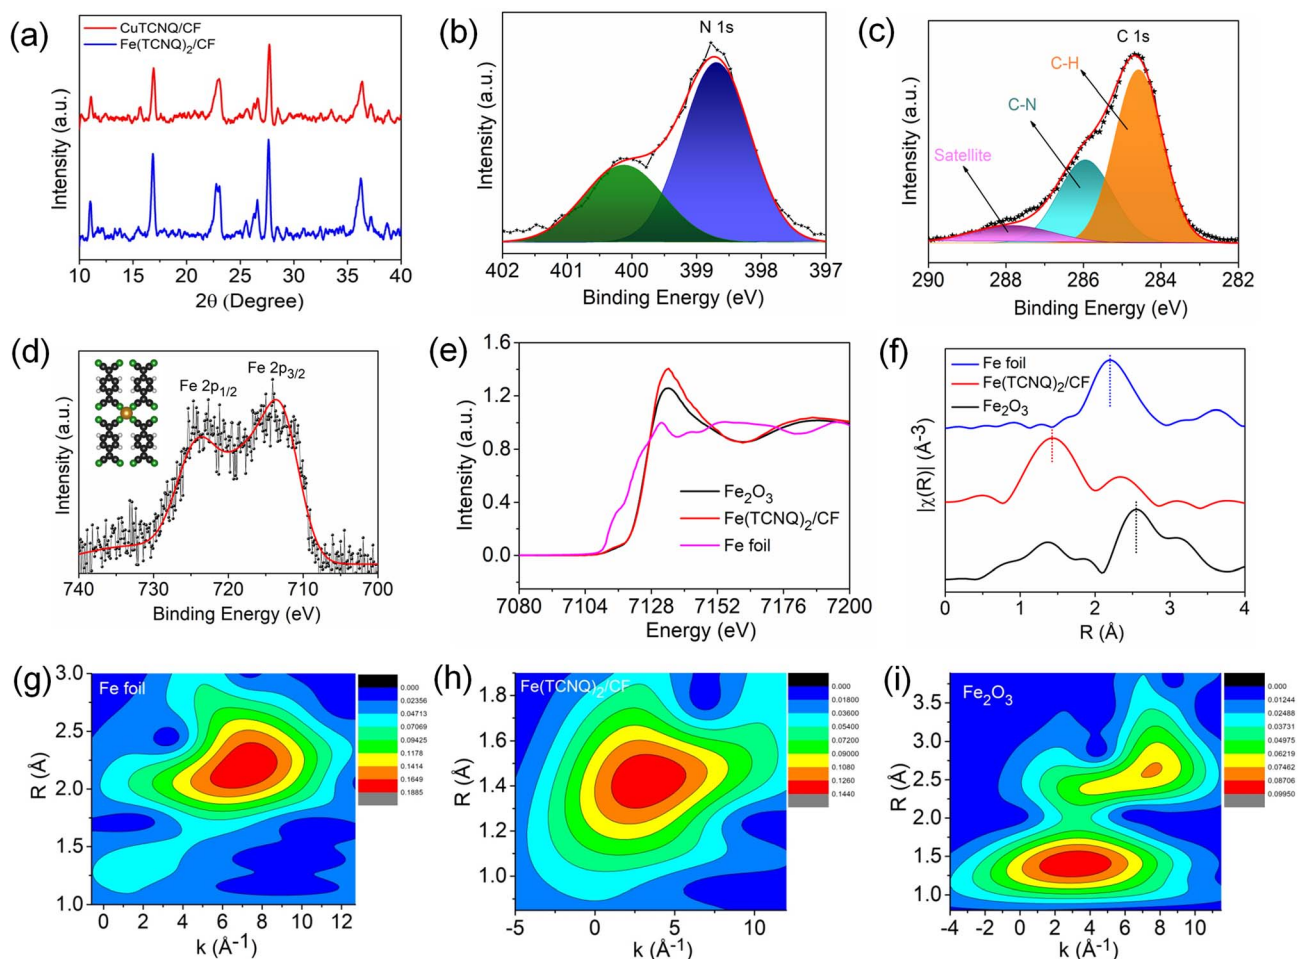 (a)
CuTCNQ/CF
Fe(TCNQ)₂/CF
Intensity (a.u.)
10 15 20 25 30 35 40
2θ (Degree)
(b)
N 1s
Intensity (a.u.)
402 401 400 399 398 397
Binding Energy (eV)
(c)
C 1s
C-H
C-N
Satellite
Intensity (a.u.)
290 288 286 284 282
Binding Energy (eV)
(d)
Fe 2p₁/₂
Fe 2p₃/₂
Intensity (a.u.)
740 730 720 710 700
Binding Energy (eV)
(e)
1.6
1.2
0.8
0.4
0.0
Intensity (a.u.)
Fe₂O₃
Fe(TCNQ)₂/CF
Fe foil
7080 7104 7128 7152 7176 7200
Energy (eV)
(f)
Fe foil
Fe(TCNQ)₂/CF
Fe₂O₃
|χ(R)| (Å-3)
0 1 2 3 4
R (Å)
(g)
Fe foil
3.0
2.5
2.0
1.5
1.0
R (Å)
0 2 4 6 8 10 12
k (Å⁻¹)
0.000
0.02356
0.04713
0.07069
0.09425
0.1178
0.1414
0.1649
0.1885
(h)
Fe(TCNQ)₂/CF
1.8
1.6
1.4
1.2
1.0
R (Å)
-5 0 5 10
k (Å⁻¹)
0.000
0.01800
0.03600
0.05400
0.07200
0.09000
0.1080
0.1260
0.1440
(i)
Fe₂O₃
3.5
3.0
2.5
2.0
1.5
1.0
R (Å)
-4 -2 0 2 4 6 8 10
k (Å⁻¹)
0.000
0.01244
0.02488
0.03731
0.04975
0.06219
0.07462
0.08706
0.09950